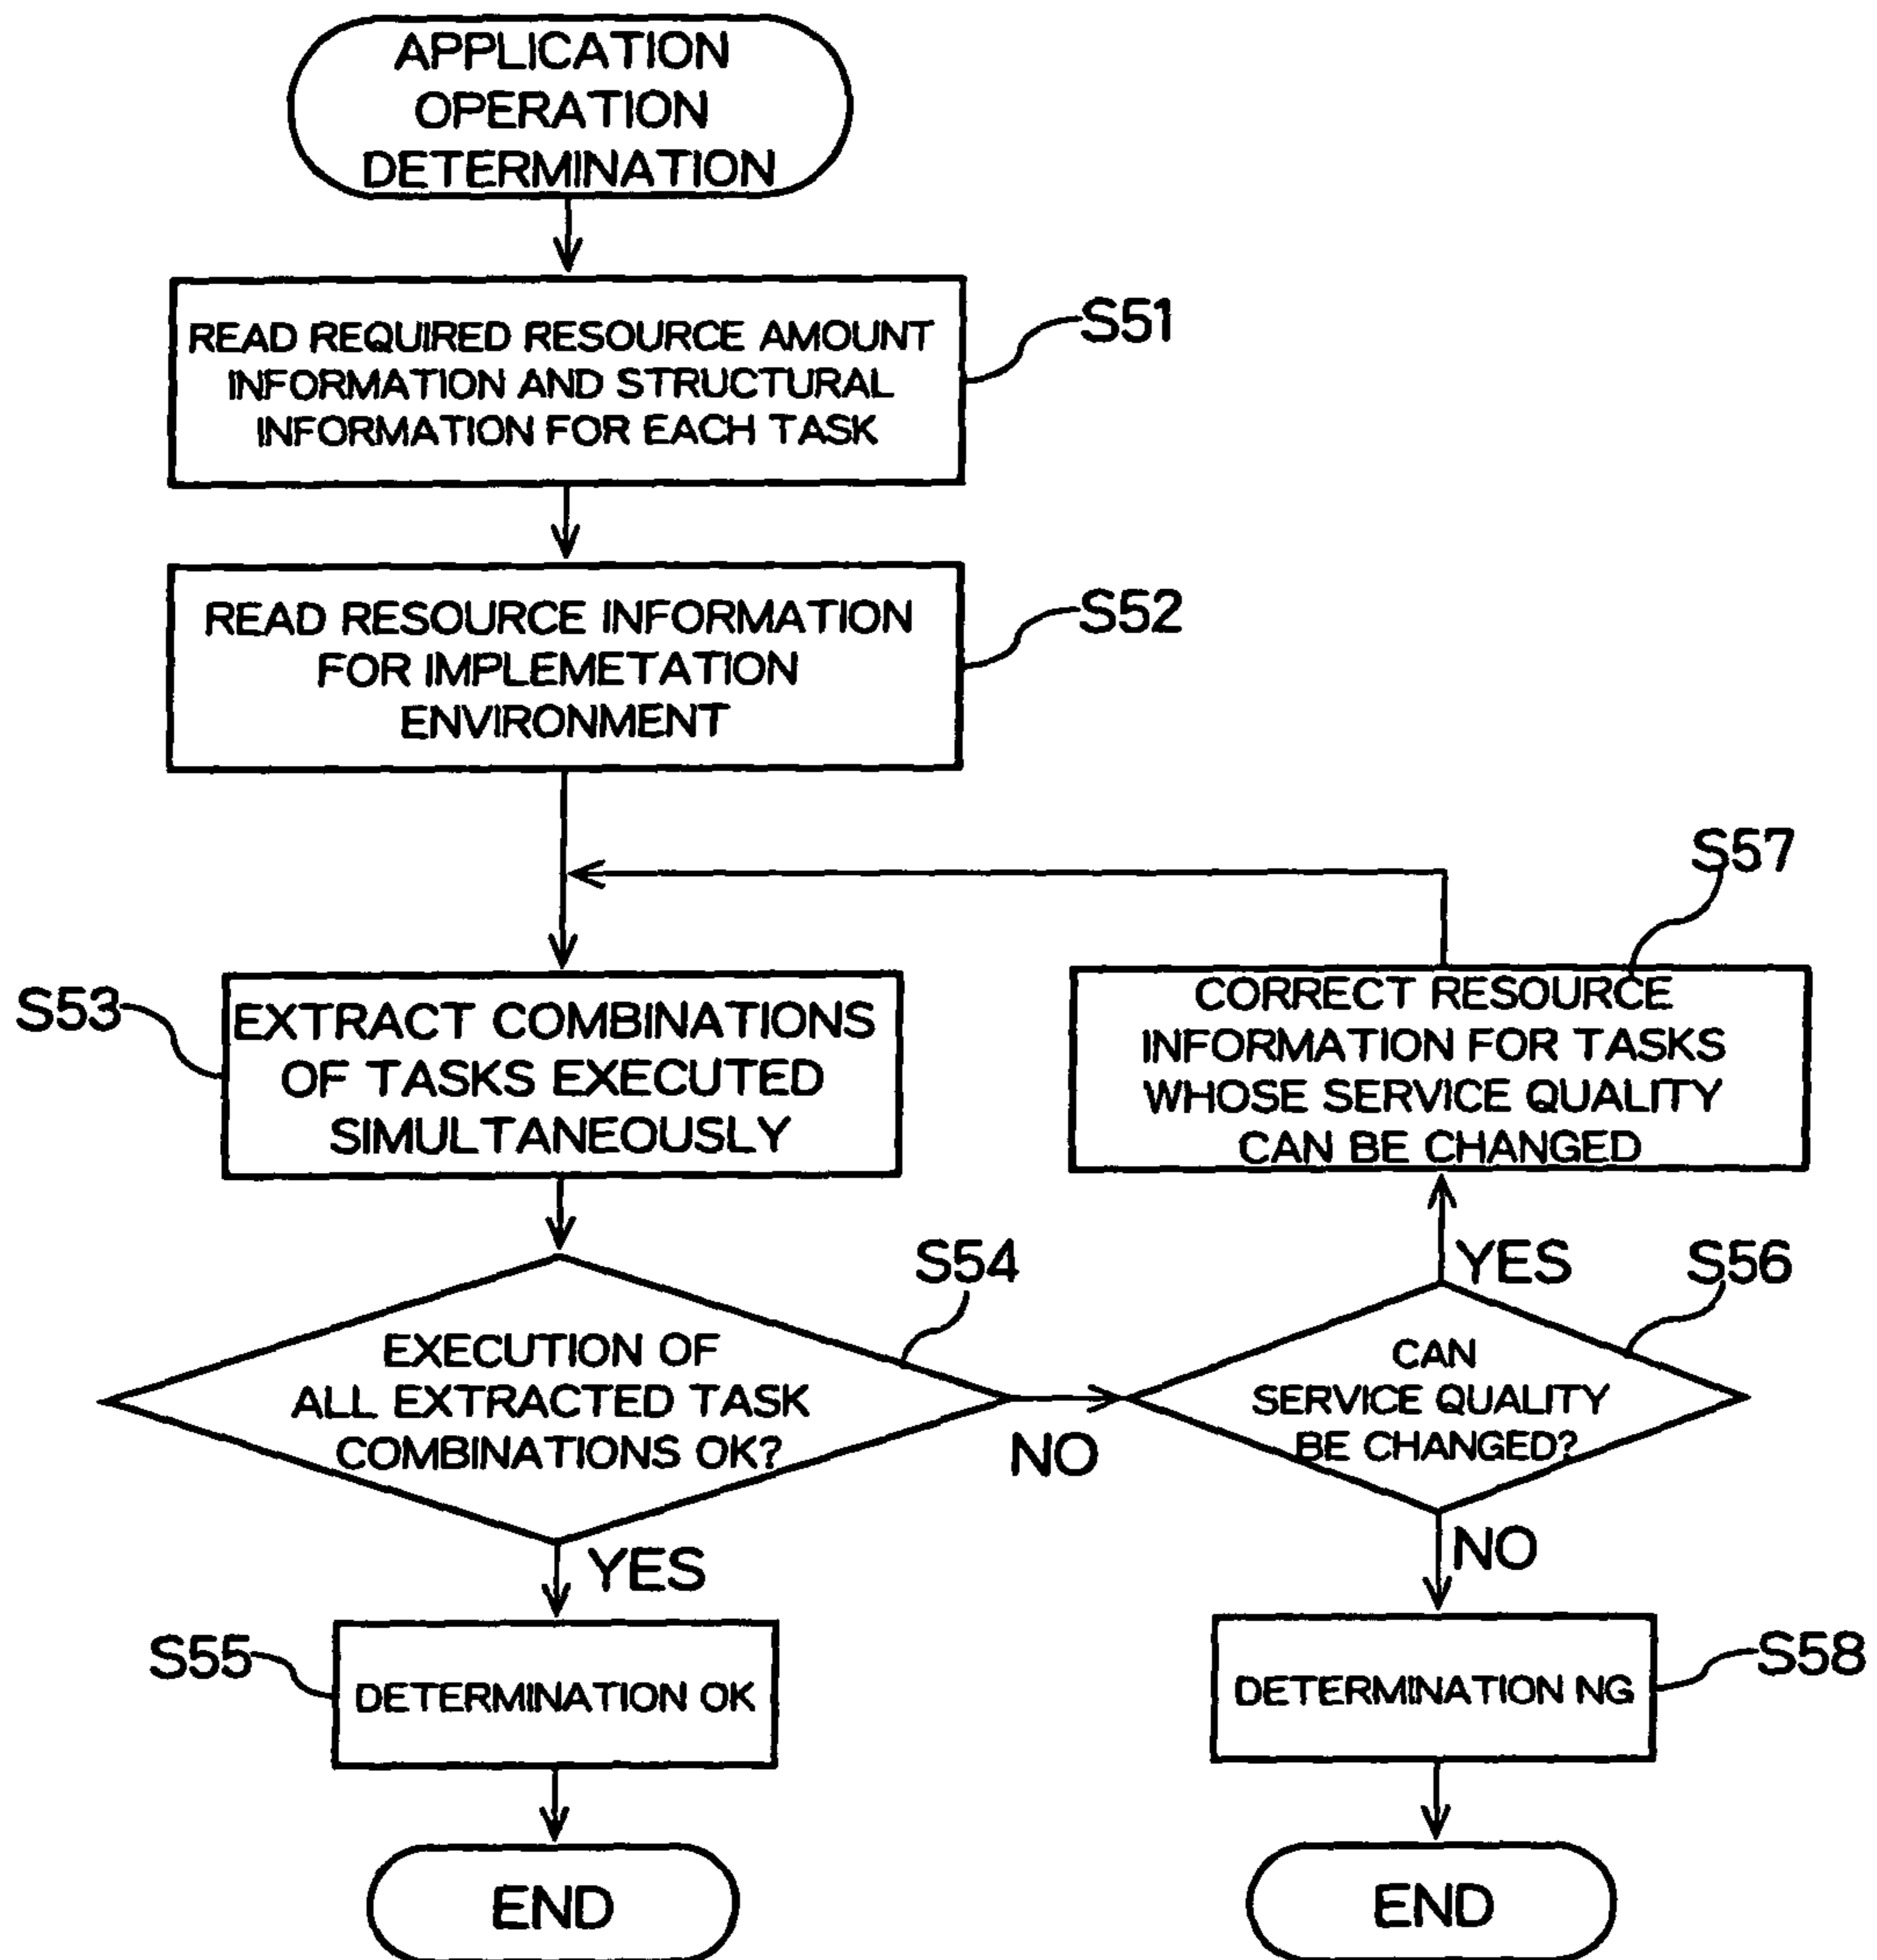 APPLICATION
OPERATION
DETERMINATION
READ REQUIRED RESOURCE AMOUNT
INFORMATION AND STRUCTURAL
INFORMATION FOR EACH TASK
S51
READ RESOURCE INFORMATION
FOR IMPLEMETATION
ENVIRONMENT
S52
S53
EXTRACT COMBINATIONS
OF TASKS EXECUTED
SIMULTANEOUSLY
S57
CORRECT RESOURCE
INFORMATION FOR TASKS
WHOSE SERVICE QUALITY
CAN BE CHANGED
S54
EXECUTION OF
ALL EXTRACTED TASK
COMBINATIONS OK?
NO
YES
YES
S56
CAN
SERVICE QUALITY
BE CHANGED?
NO
S55
DETERMINATION OK
END
S58
DETERMINATION NG
END